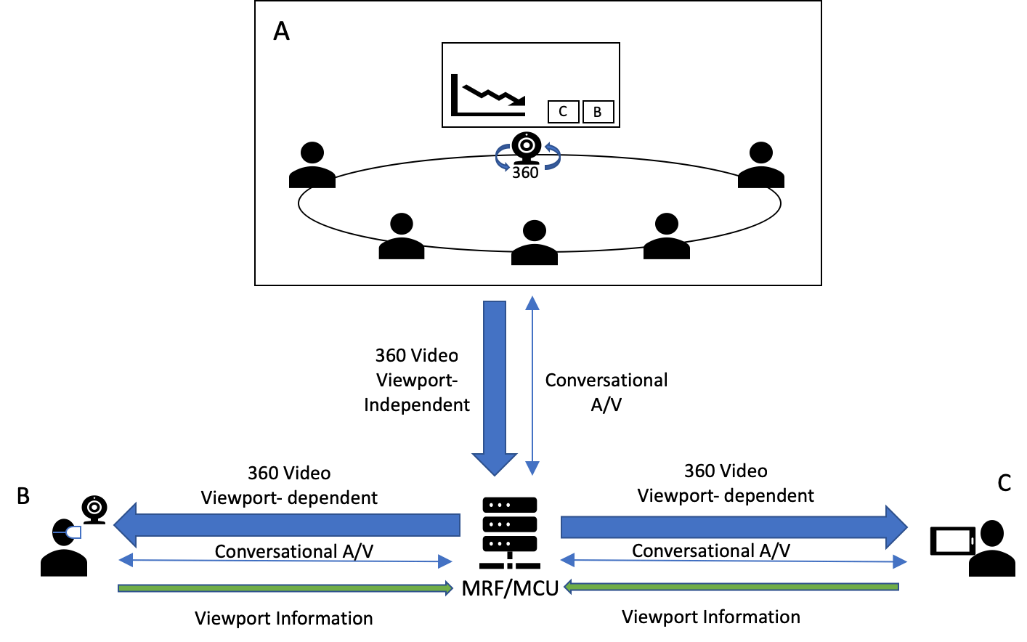 A
C B
360
360 Video
Viewport-
Independent
Conversational
A/V
B
360 Video
Viewport- dependent
Conversational A/V
Viewport Information
MRF/MCU
360 Video
Viewport- dependent
Conversational A/V
Viewport Information
C